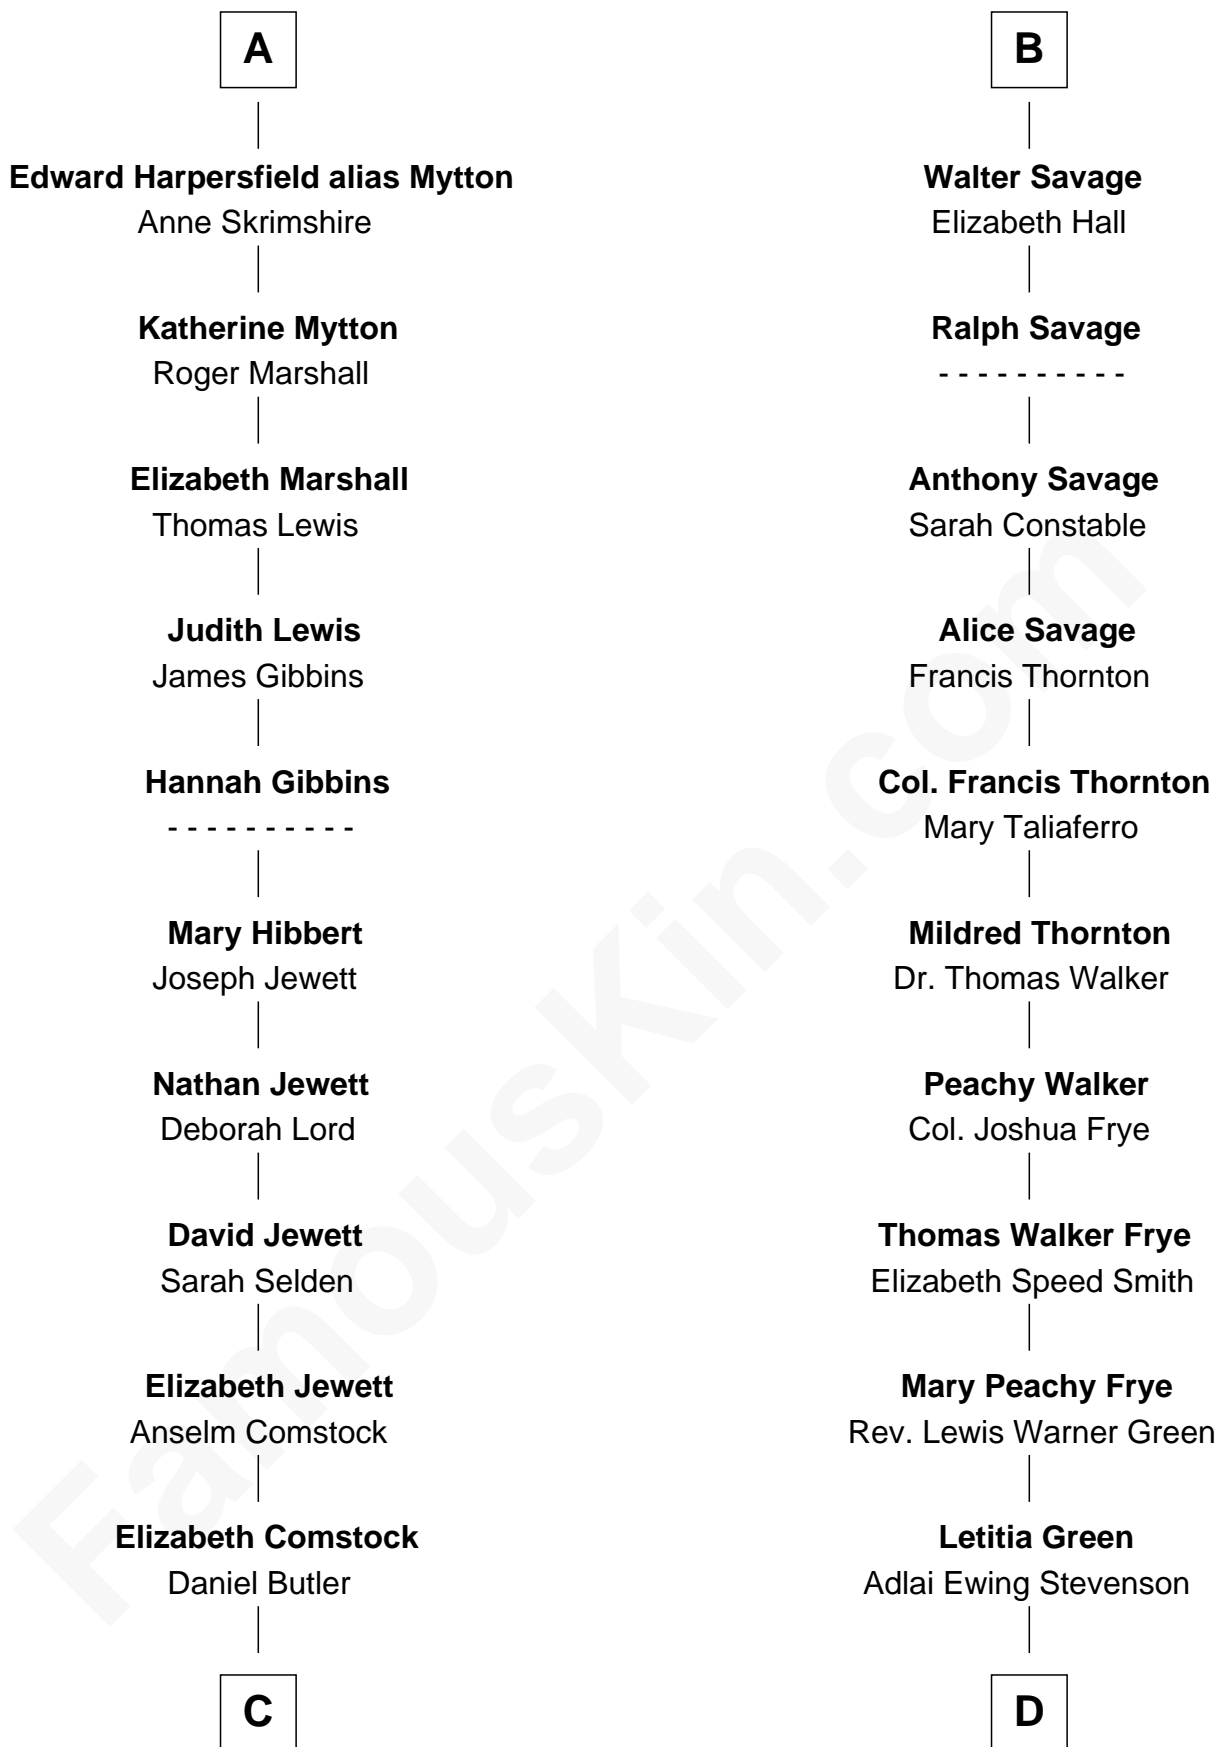 A
Edward Harpersfield alias Mytton
Anne Skrimshire
Katherine Mytton
Roger Marshall
Elizabeth Marshall
Thomas Lewis
Judith Lewis
James Gibbins
Hannah Gibbins
- - - - - - - - - -
Mary Hibbert
Joseph Jewett
Nathan Jewett
Deborah Lord
David Jewett
Sarah Selden
Elizabeth Jewett
Anselm Comstock
Elizabeth Comstock
Daniel Butler
C
B
Walter Savage
Elizabeth Hall
Ralph Savage
- - - - - - - - - -
Anthony Savage
Sarah Constable
Alice Savage
Francis Thornton
Col. Francis Thornton
Mary Taliaferro
Mildred Thornton
Dr. Thomas Walker
Peachy Walker
Col. Joshua Frye
Thomas Walker Frye
Elizabeth Speed Smith
Mary Peachy Frye
Rev. Lewis Warner Green
Letitia Green
Adlai Ewing Stevenson
D
FamousKin.com